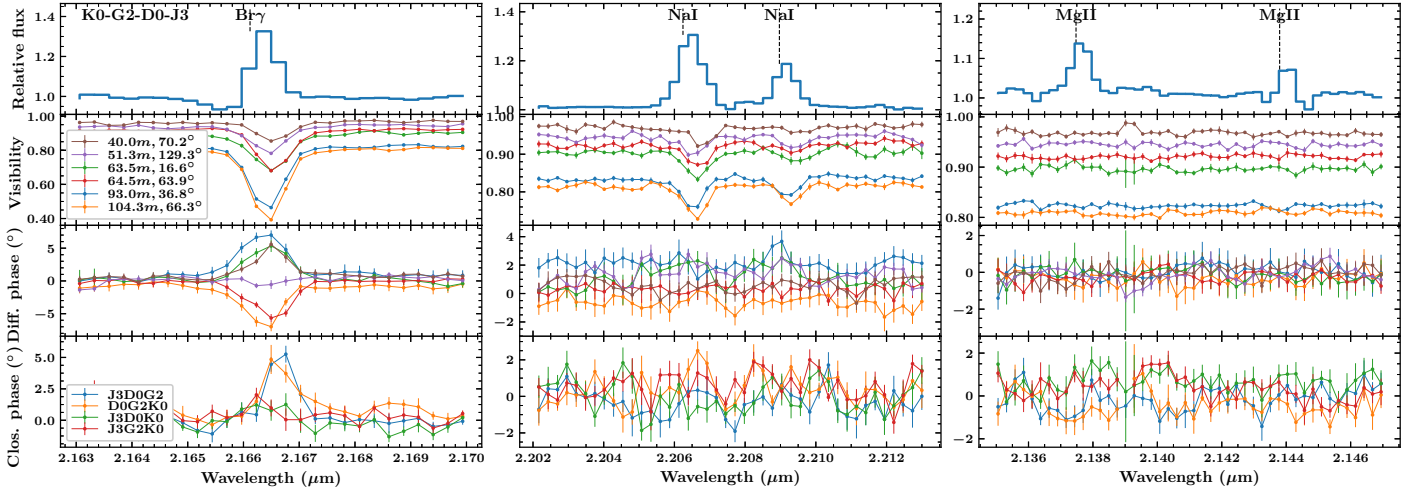 K0-G2-D0-J3
Brγ
NaI
NaI
MgII
MgII
Relative flux
1.2
1.0
1.4
1.2
1.0
1.2
1.1
1.0
Visibility
1.00
0.80
0.60
0.40
1.00
0.90
0.80
1.00
0.90
0.80
40.0m, 70.2°
51.3m, 129.3°
63.5m, 16.6°
64.5m, 63.9°
93.0m, 36.8°
104.3m, 66.3°
Diff. phase (°)
5
0
−5
4
2
0
−2
2
0
−2
Clos. phase (°)
5.0
2.5
0.0
2
0
−2
2
0
−2
J3D0G2
D0G2K0
J3D0K0
J3G2K0
2.163 2.164 2.165 2.166 2.167 2.168 2.169 2.170
2.202 2.204 2.206 2.208 2.210 2.212
2.136 2.138 2.140 2.142 2.144 2.146
Wavelength (μm)
Wavelength (μm)
Wavelength (μm)